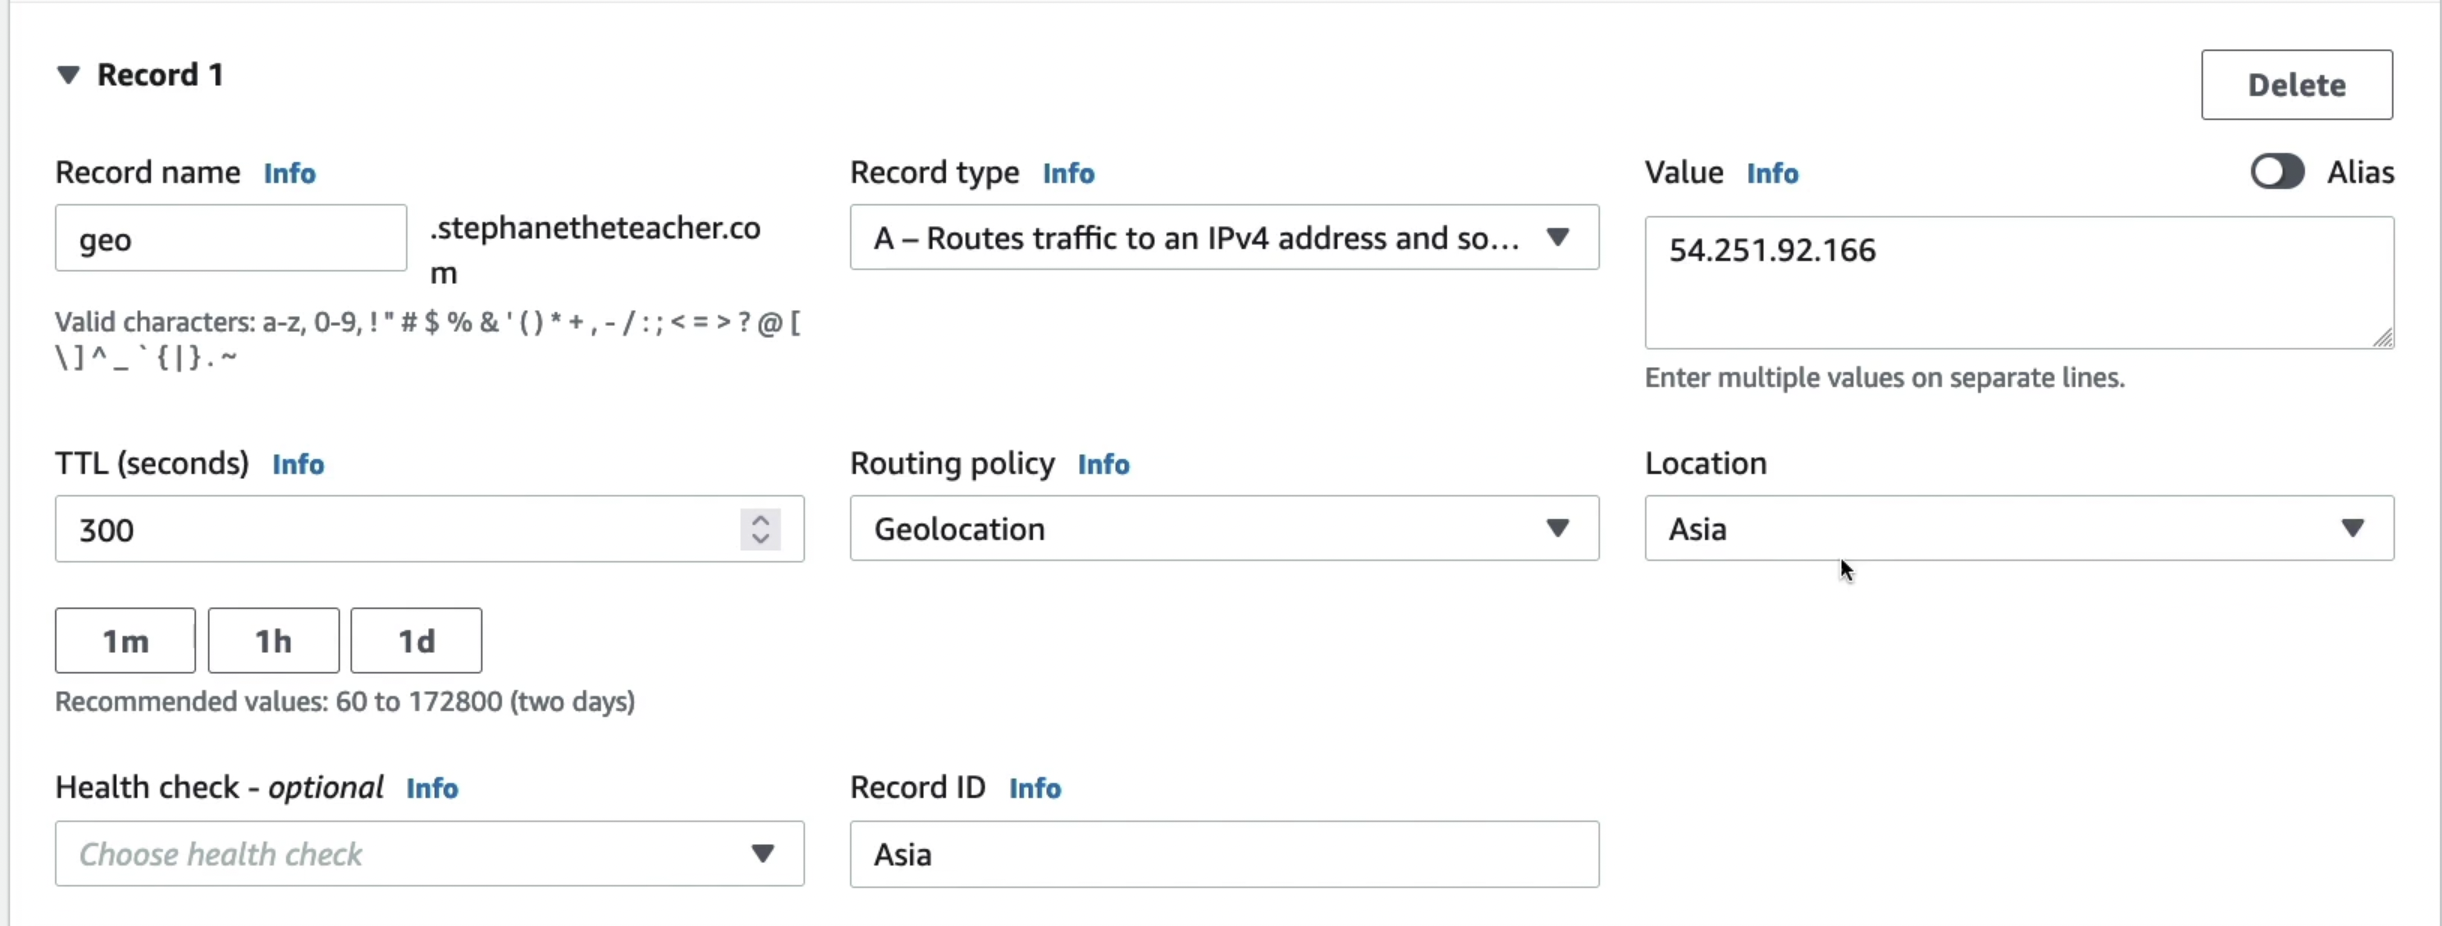 Record 1
Delete
Record name Info
geo
.stephanetheteacher.co
m
Valid characters: a-z, 0-9, ! " # $ % & ' ( ) * + , - / : ; < = > ? @ [
\ ] ^ _ ` { | } . ~
Record type Info
A – Routes traffic to an IPv4 address and so...
Value Info
Alias
54.251.92.166
Enter multiple values on separate lines.
TTL (seconds) Info
300
1m 1h 1d
Recommended values: 60 to 172800 (two days)
Routing policy Info
Geolocation
Location
Asia
Health check - optional Info
Choose health check
Record ID Info
Asia